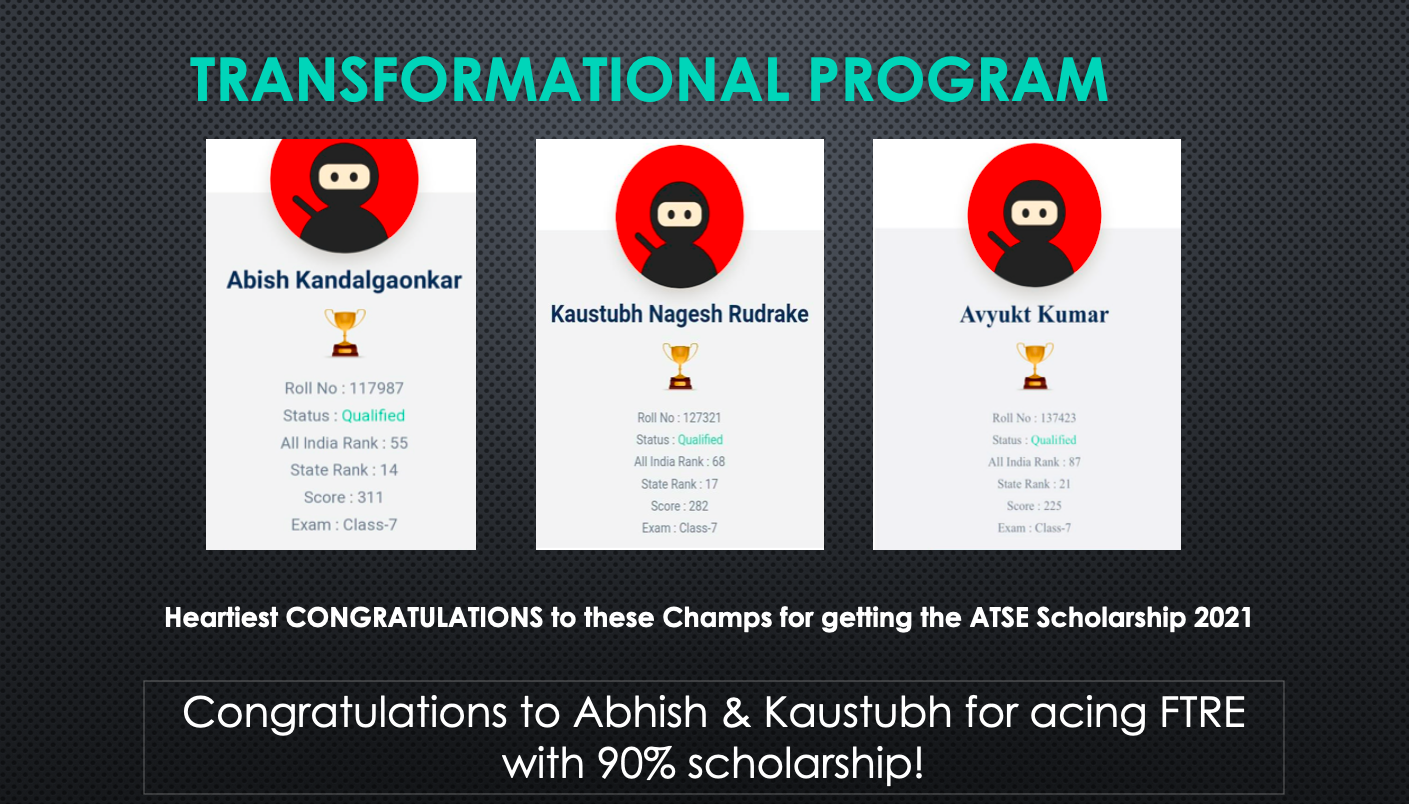 TRANSFORMATIONAL PROGRAM
Abish Kandalgaonkar
Roll No : 117987
Status : Qualified
All India Rank : 55
State Rank : 14
Score : 311
Exam : Class-7
Kaustubh Nagesh Rudrake
Roll No : 127321
Status : Qualified
All India Rank : 68
State Rank : 17
Score : 282
Exam : Class-7
Avyukt Kumar
Roll No : 137423
Status : Qualified
All India Rank : 87
State Rank : 21
Score : 225
Exam : Class-7
Heartiest CONGRATULATIONS to these Champs for getting the ATSE Scholarship 2021
Congratulations to Abhish & Kaustubh for acing FTRE
with 90% scholarship!